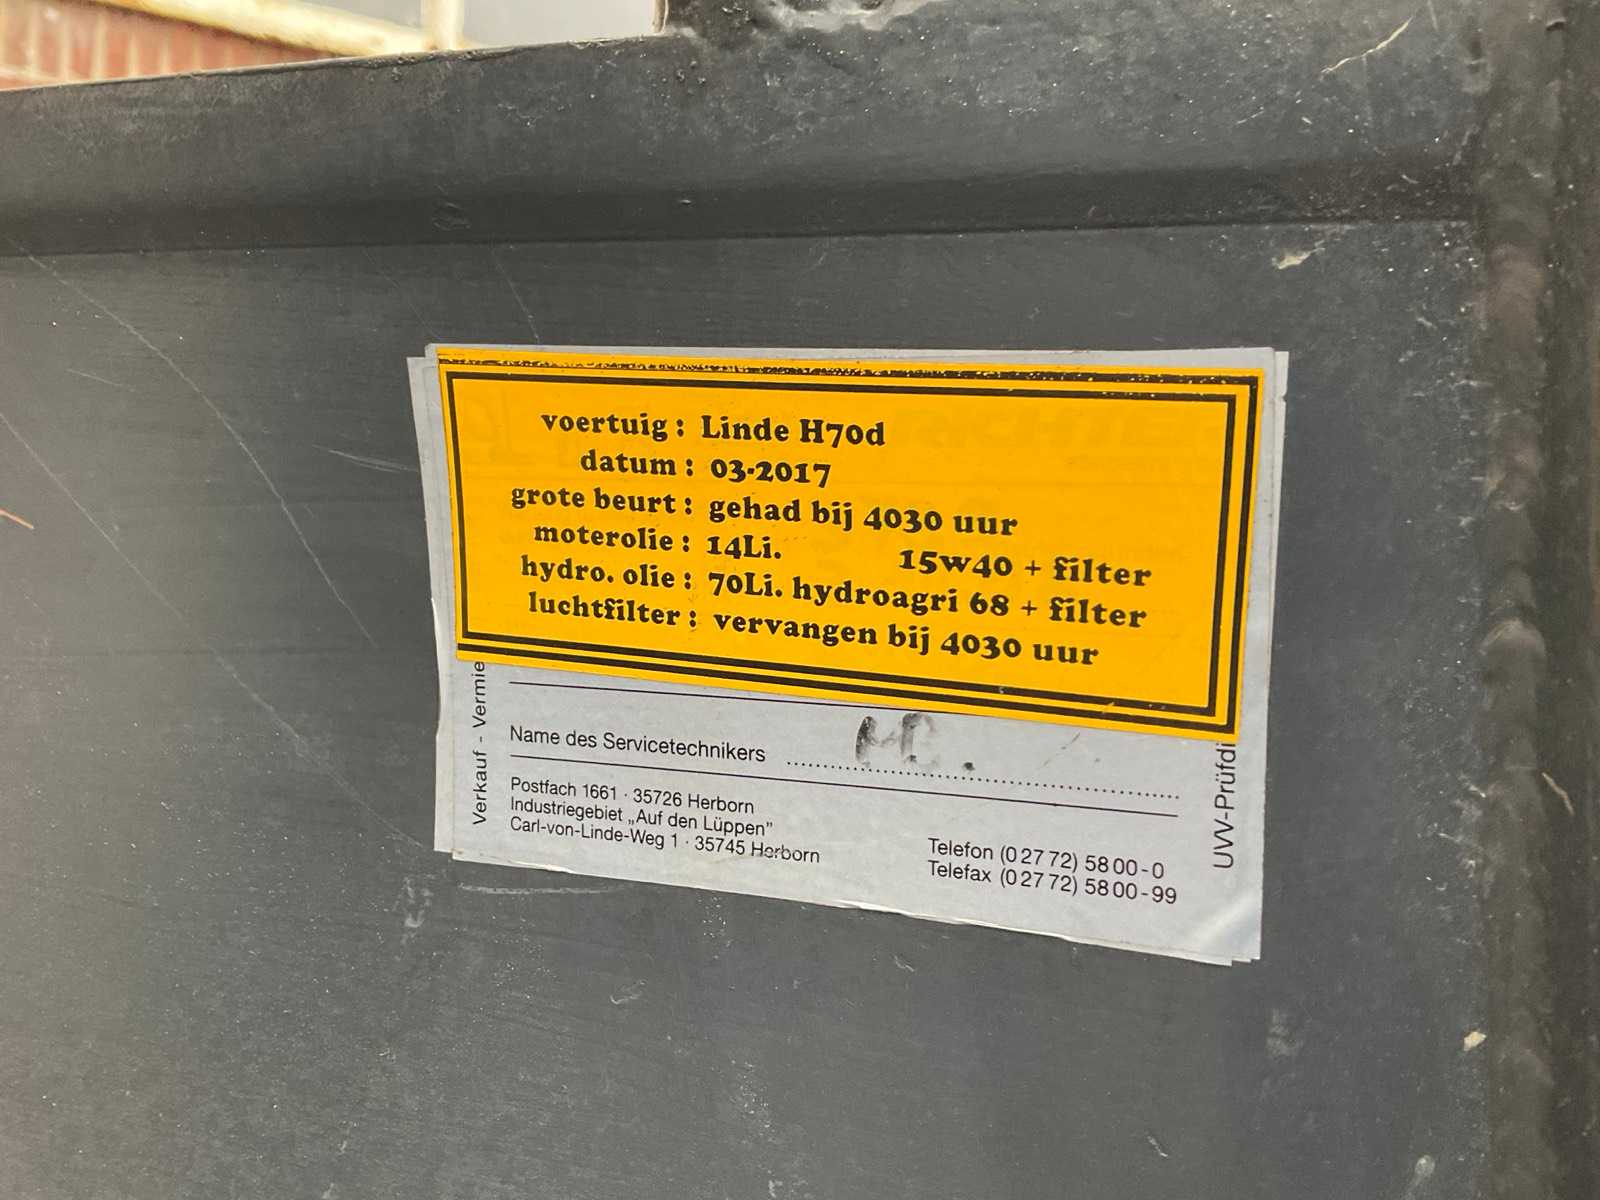 voertuig : Linde H70d
datum : 03-2017
grote beurt : gehad bij 4030 uur
moterolie : 14Li. 15w40 + filter
hydro. olie : 70Li. hydroagri 68 + filter
luchtfilter : vervangen bij 4030 uur
Verkauf - Vermie
Name des Servicetechnikers
Postfach 1661 · 35726 Herborn
Industriegebiet „Auf den Lüppen"
Carl-von-Linde-Weg 1 · 35745 Herborn
Telefon (0 27 72) 58 00 - 0
Telefax (0 27 72) 58 00 - 99
UVV-Prüfdi